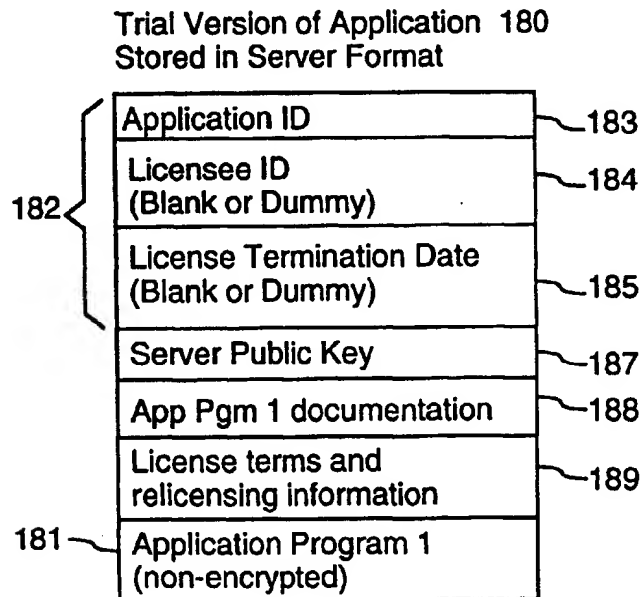 Trial Version of Application 180
Stored in Server Format
Application ID
183
Licensee ID
(Blank or Dummy)
184
182
License Termination Date
(Blank or Dummy)
185
Server Public Key
187
App Pgm 1 documentation
188
License terms and
relicensing information
189
181
Application Program 1
(non-encrypted)